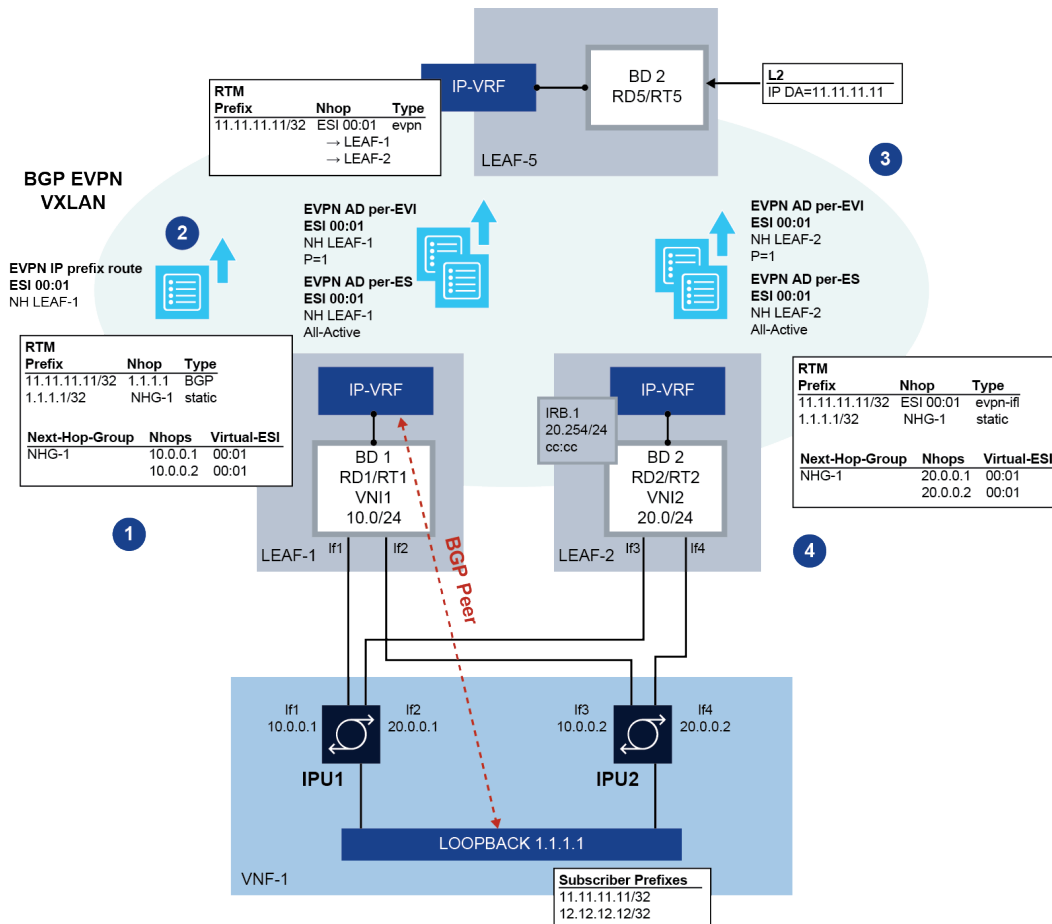 BD 2
RD5/RT5
IP-VRF
LEAF-5
L2
IP DA=11.11.11.11
RTM
Prefix Nhop Type
11.11.11.11/32 ESI 00:01 evpn
→ LEAF-1
→ LEAF-2
3
BGP EVPN
VXLAN
2
EVPN IP prefix route
ESI 00:01
NH LEAF-1
EVPN AD per-EVI
ESI 00:01
NH LEAF-1
P=1
EVPN AD per-ES
ESI 00:01
NH LEAF-1
All-Active
EVPN AD per-EVI
ESI 00:01
NH LEAF-2
P=1
EVPN AD per-ES
ESI 00:01
NH LEAF-2
All-Active
RTM
Prefix Nhop Type
11.11.11.11/32 1.1.1.1 BGP
1.1.1.1/32 NHG-1 static
Next-Hop-Group Nhops Virtual-ESI
NHG-1 10.0.0.1 00:01
10.0.0.2 00:01
1
IP-VRF
BD 1
RD1/RT1
VNI1
10.0/24
LEAF-1
If1
If2
BGP Peer
IP-VRF
IRB.1
20.254/24
cc:cc
BD 2
RD2/RT2
VNI2
20.0/24
LEAF-2
If3
If4
RTM
Prefix Nhop Type
11.11.11.11/32 ESI 00:01 evpn-ifl
1.1.1.1/32 NHG-1 static
Next-Hop-Group Nhops Virtual-ESI
NHG-1 20.0.0.1 00:01
20.0.0.2 00:01
4
If1
10.0.0.1
If2
20.0.0.1
IPU1
If3
10.0.0.2
If4
20.0.0.2
IPU2
LOOPBACK 1.1.1.1
VNF-1
Subscriber Prefixes
11.11.11.11/32
12.12.12.12/32